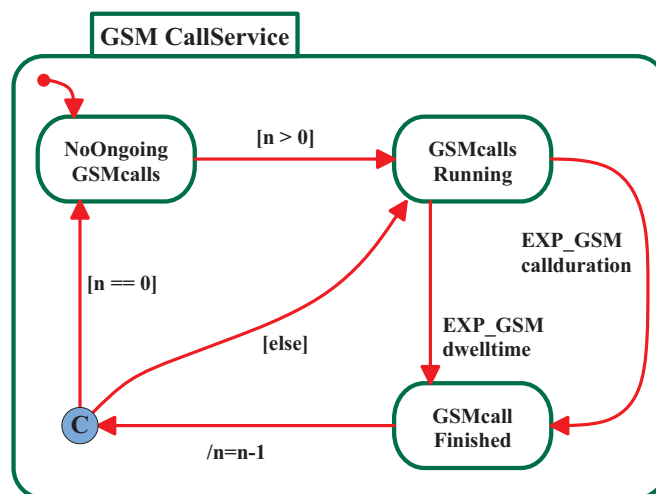 GSM CallService
NoOngoing
GSMcalls
[n > 0]
GSMcalls
Running
EXP_GSM
callduration
[n == 0]
[else]
EXP_GSM
dwelltime
C
/n=n-1
GSMcall
Finished